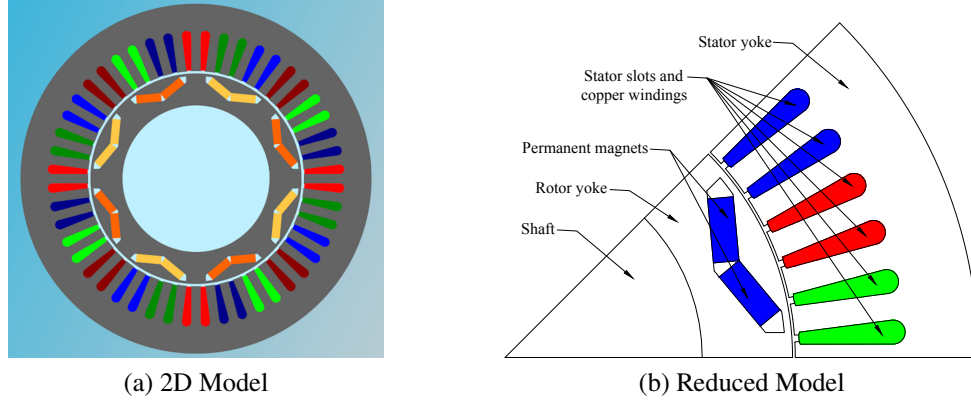 Stator yoke
Stator slots and
copper windings
Permanent magnets
Rotor yoke
Shaft
(a) 2D Model
(b) Reduced Model